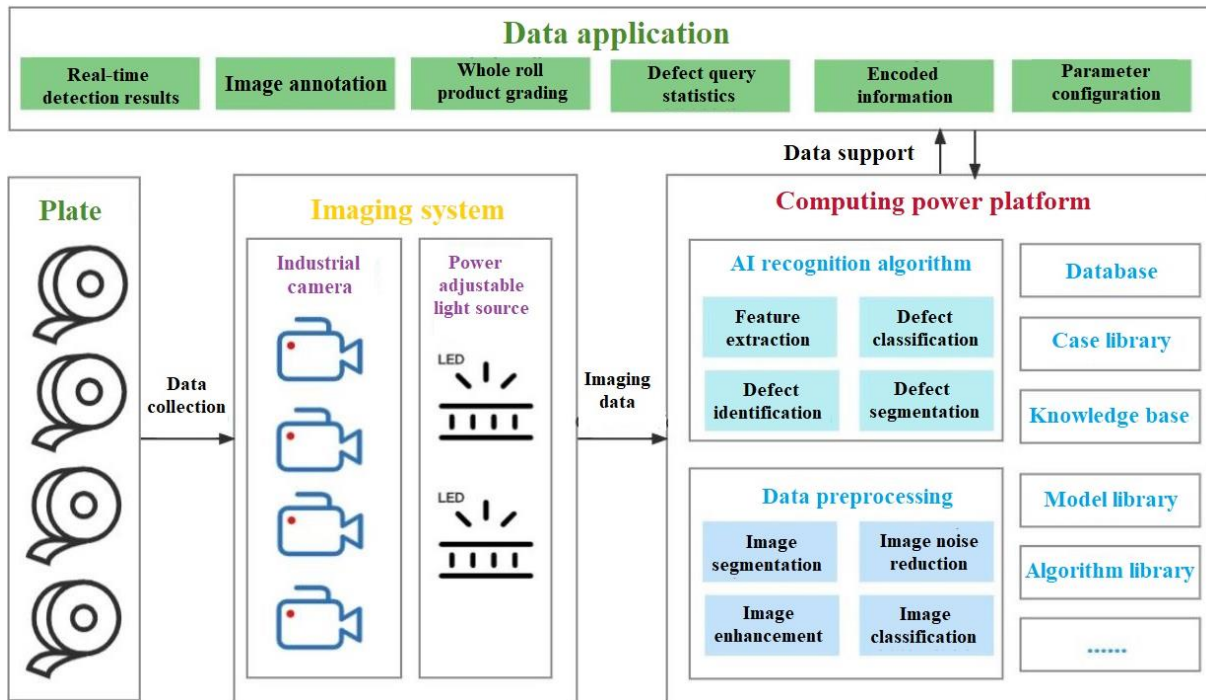 Data application
Real-time
detection results
Image annotation
Whole roll
product grading
Defect query
statistics
Encoded
information
Parameter
configuration
Data support
Plate
Data
collection
Imaging system
Industrial
camera
Power
adjustable
light source
LED
LED
Imaging
data
Computing power platform
AI recognition algorithm
Feature
extraction
Defect
classification
Defect
identification
Defect
segmentation
Data preprocessing
Image
segmentation
Image noise
reduction
Image
enhancement
Image
classification
Database
Case library
Knowledge base
Model library
Algorithm library
......